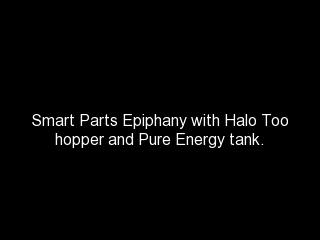 Smart Parts Epiphany with Halo Too
hopper and Pure Energy tank.